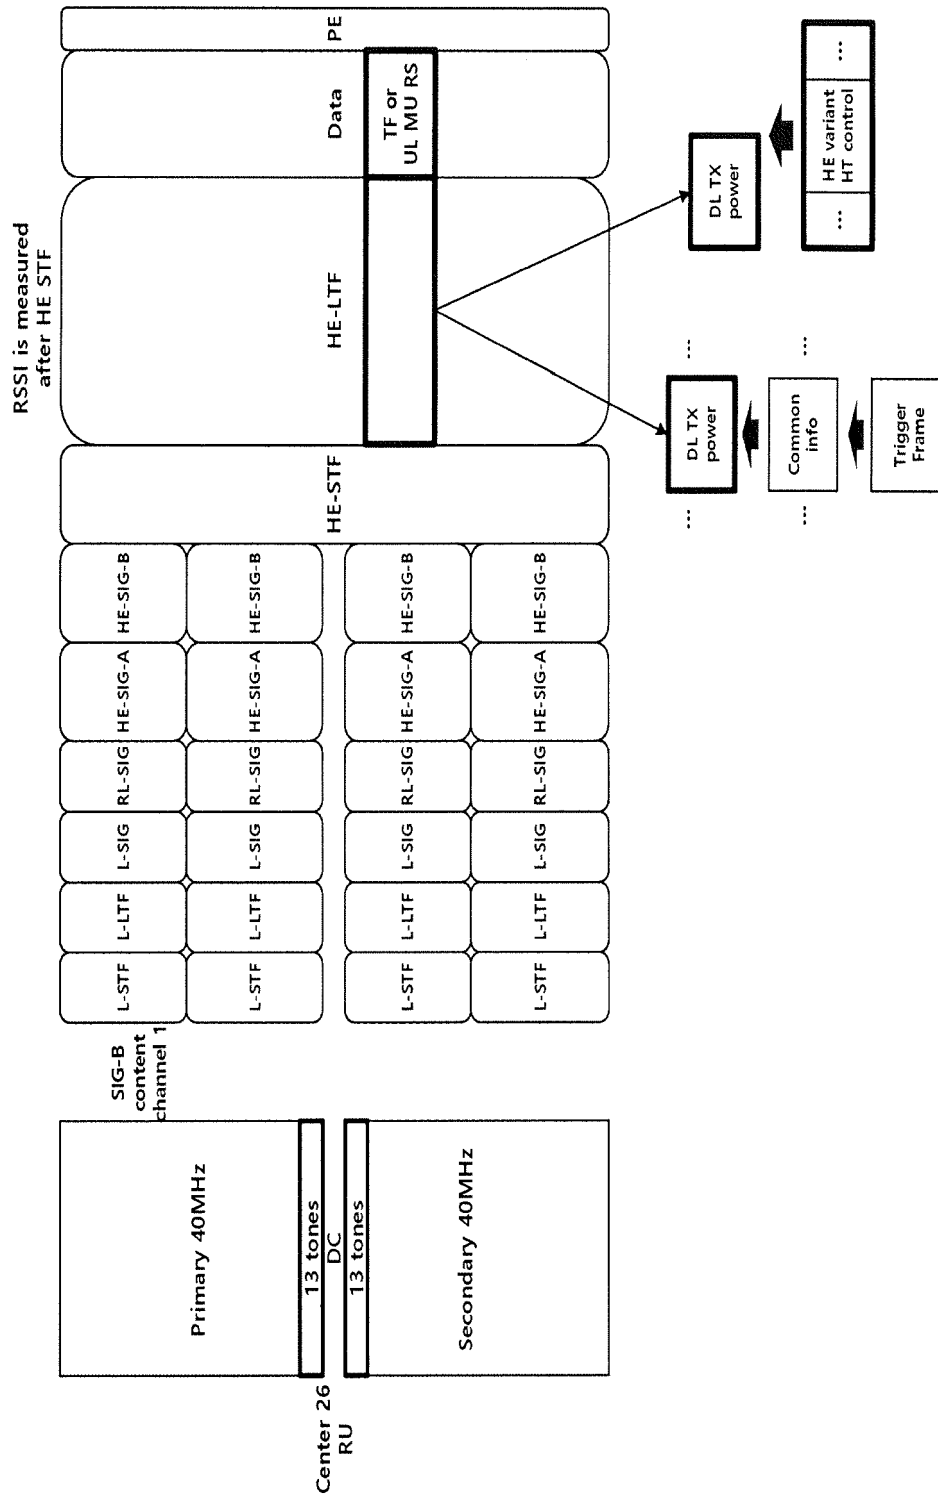 RSSI is measured
after HE STF
SIG-B
content
channel 1
Primary 40MHz
L-STF
L-LTF
L-SIG
RL-SIG
HE-SIG-A
HE-SIG-B
L-STF
L-LTF
L-SIG
RL-SIG
HE-SIG-A
HE-SIG-B
Center 26
RU
13 tones
DC
13 tones
HE-STF
HE-LTF
Data
PE
TF or
UL MU RS
L-STF
L-LTF
L-SIG
RL-SIG
HE-SIG-A
HE-SIG-B
Secondary 40MHz
L-STF
L-LTF
L-SIG
RL-SIG
HE-SIG-A
HE-SIG-B
...
DL TX
power
...
DL TX
power
...
Common
info
...
...
HE variant
HT control
...
Trigger
Frame